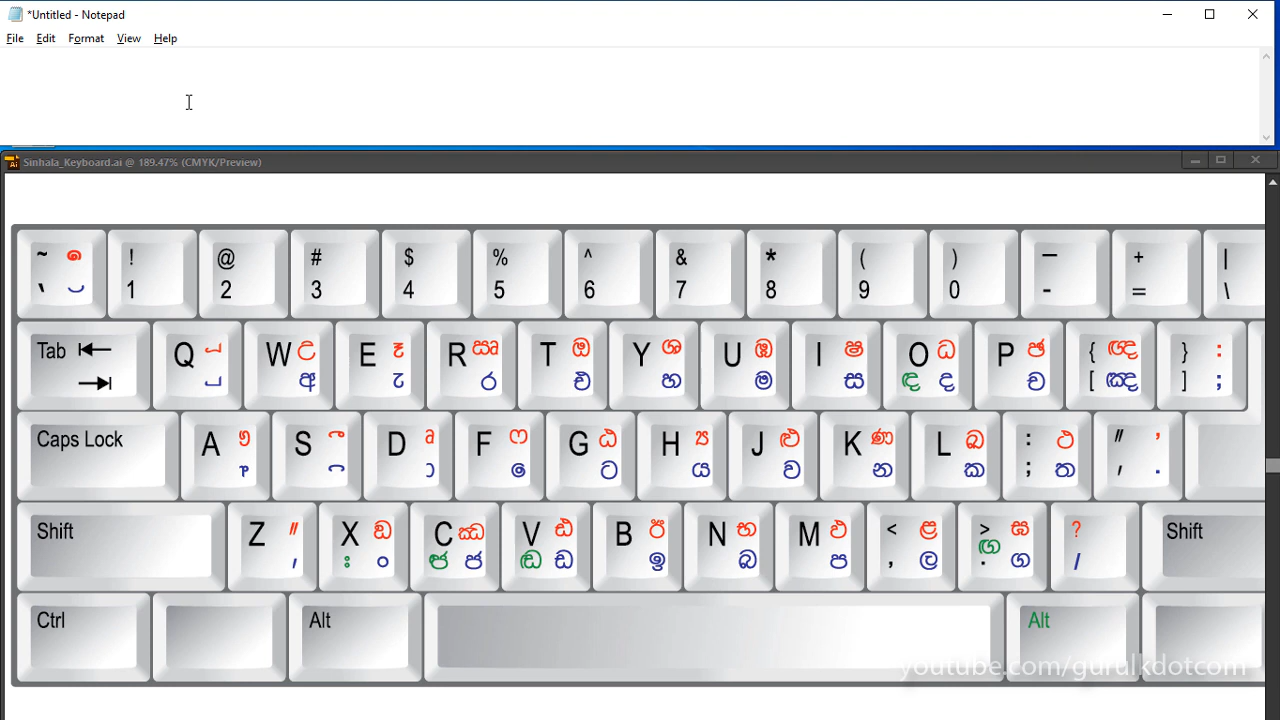 *Untitled - Notepad
File Edit Format View Help
Sinhala_Keyboard.ai @ 189.47% (CMYK/Preview)
~ ! @ # $ % ^ & * ( ) — + |
` 1 2 3 4 5 6 7 8 9 0 - = \
Tab Q W උ E R ඍ T ඔ Y ශ U ඹ I ෂ O ධ P ඡ { ඥ } :
අ ර එ හ ම ස ඳ ද ච [ ඤ ] ;
Caps Lock A S D F G ඨ H J ළු K ණ L ඛ : ථ " '
ට ය ව න ක ; ත , .
Shift Z " X ඞ C ඣ V ඪ B ඊ N භ M ඵ < ළ > ඝ ? Shift
' ඃ ං ඦ ජ ඬ ඩ ඉ බ ප , ල ඟ . ග /
Ctrl Alt Alt
youtube.com/gurulkdotcom